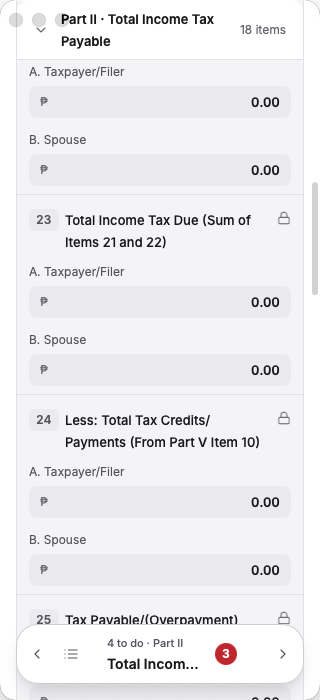 Part II · Total Income Tax
Payable
18 items
A. Taxpayer/Filer
₱ 0.00
B. Spouse
₱ 0.00
23 Total Income Tax Due (Sum of
Items 21 and 22)
A. Taxpayer/Filer
₱ 0.00
B. Spouse
₱ 0.00
24 Less: Total Tax Credits/
Payments (From Part V Item 10)
A. Taxpayer/Filer
₱ 0.00
B. Spouse
₱ 0.00
25 Tax Payable/(Overpayment)
4 to do · Part II
Total Incom...
3
₱ 0.00